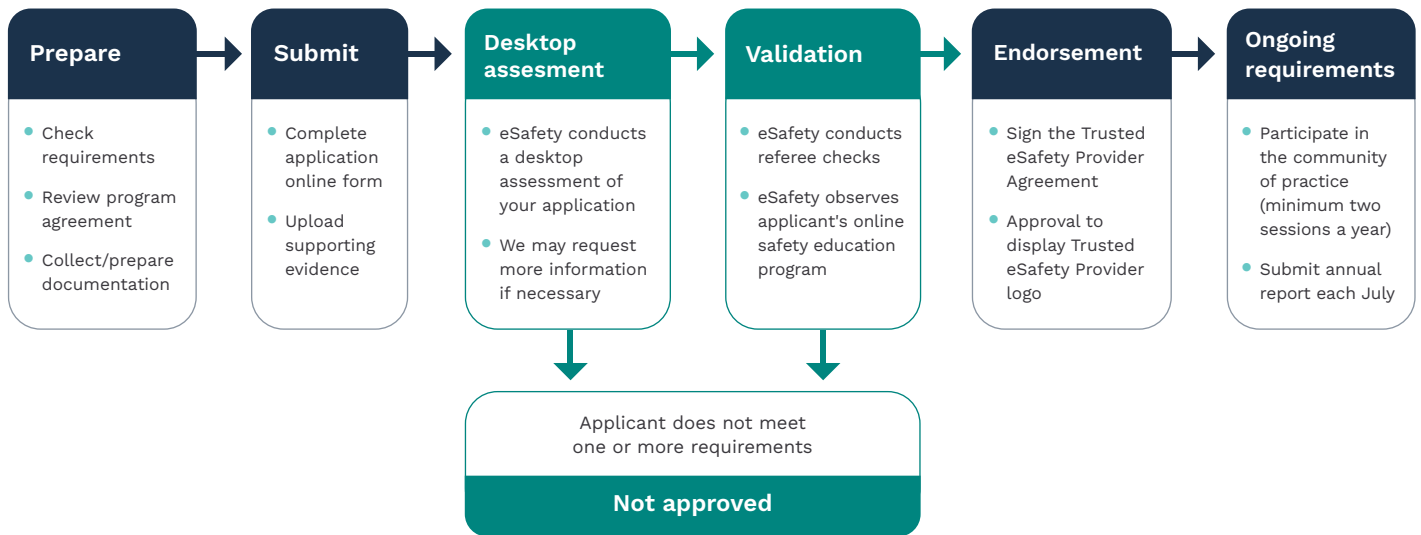 Prepare
Check
requirements
Review program
agreement
Collect/prepare
documentation
Submit
Complete
application
online form
Upload
supporting
evidence
Desktop
assesment
eSafety conducts
a desktop
assessment of
your application
We may request
more information
if necessary
Validation
eSafety conducts
referee checks
eSafety observes
applicant's online
safety education
program
Endorsement
Sign the Trusted
eSafety Provider
Agreement
Approval to
display Trusted
eSafety Provider
logo
Ongoing
requirements
Participate in
the community
of practice
(minimum two
sessions a year)
Submit annual
report each July
Applicant does not meet
one or more requirements
Not approved